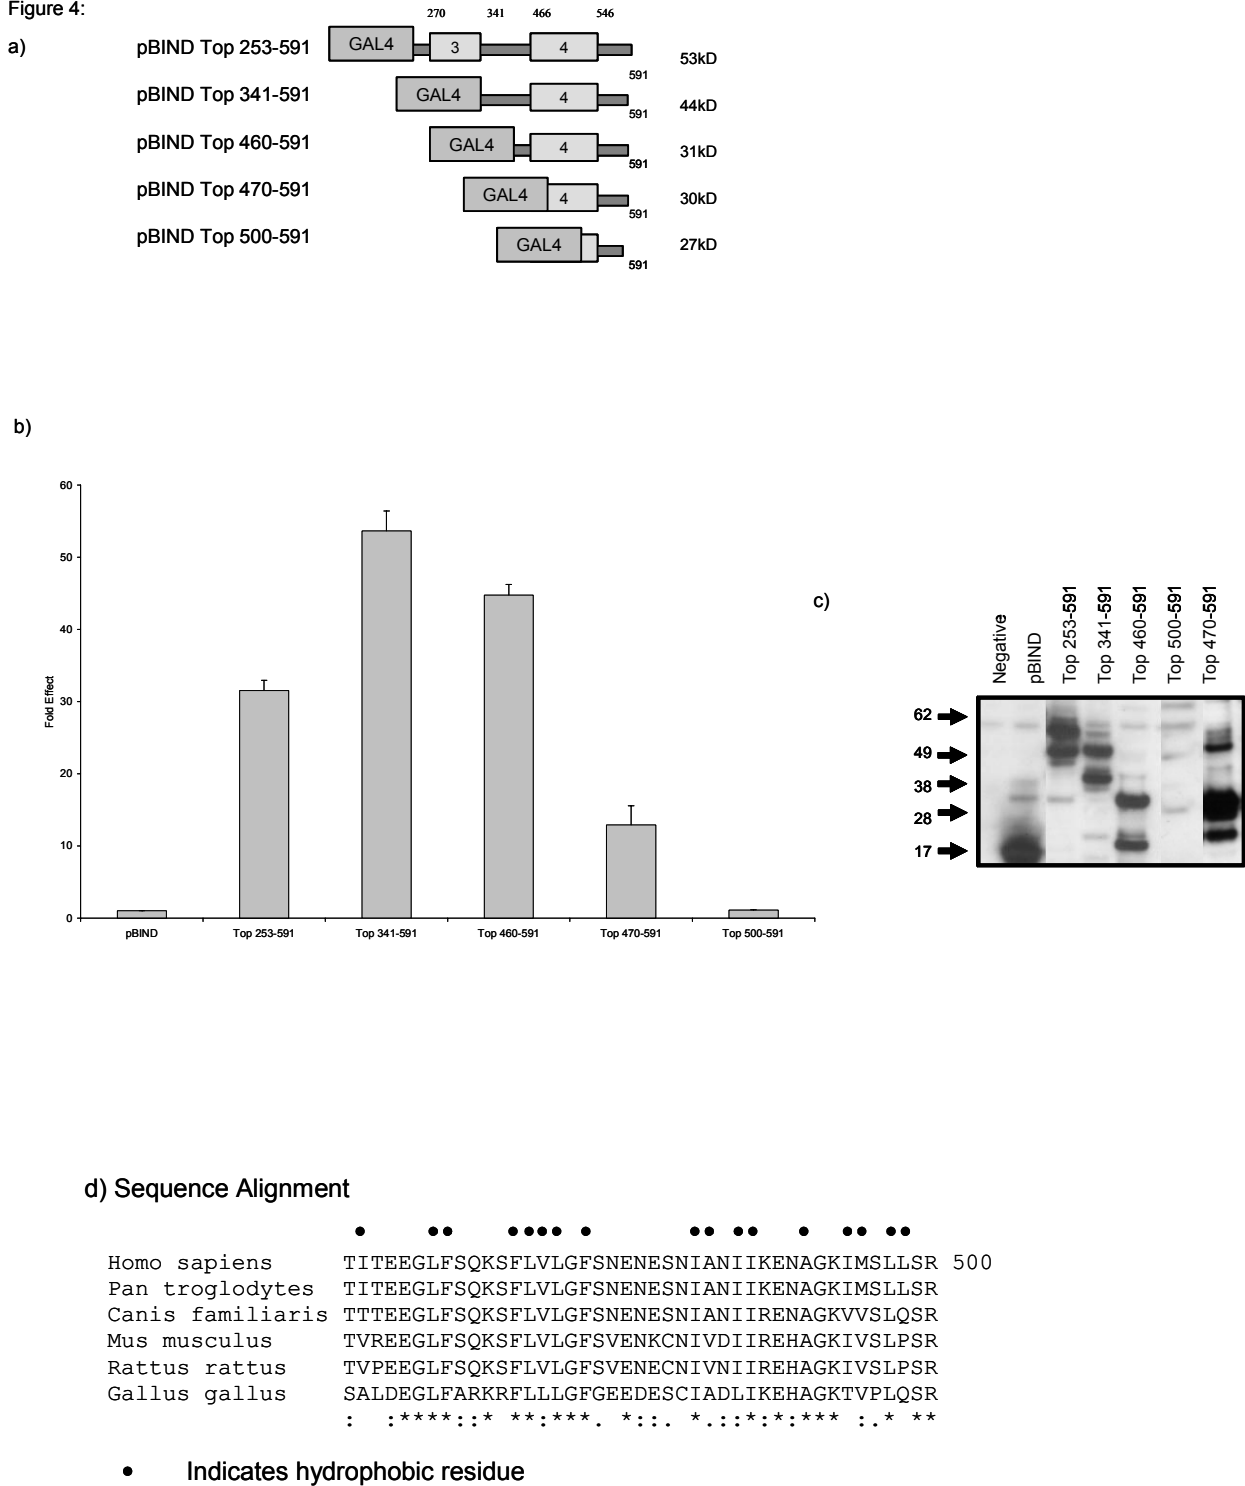 Figure 4:
a)
270 341 466 546
pBIND Top 253-591 GAL4 3 4 591 53kD
pBIND Top 341-591 GAL4 4 591 44kD
pBIND Top 460-591 GAL4 4 591 31kD
pBIND Top 470-591 GAL4 4 591 30kD
pBIND Top 500-591 GAL4 591 27kD
b)
Fold Effect
60
50
40
30
20
10
0
pBIND Top 253-591 Top 341-591 Top 460-591 Top 470-591 Top 500-591
c)
Negative
pBIND
Top 253-591
Top 341-591
Top 460-591
Top 500-591
Top 470-591
62
49
38
28
17
d) Sequence Alignment
Homo sapiens TITEEGLFSQKSFLVLGFSNENESNIANIIKENAGKIMSLLSR 500
Pan troglodytes TITEEGLFSQKSFLVLGFSNENESNIANIIKENAGKIMSLLSR
Canis familiaris TTTEEGLFSQKSFLVLGFSNENESNIANIIRENAGKVVSLQSR
Mus musculus TVREEGLFSQKSFLVLGFSVENKCNIVDIIREHAGKIVSLPSR
Rattus rattus TVPEEGLFSQKSFLVLGFSVENECNIVNIIREHAGKIVSLPSR
Gallus gallus SALDEGLFARKRFLLLGFGEEDESCIADLIKEHAGKTVPLQSR
:  :****::* **:***. *::. *.::*:*:*** :.* **
• Indicates hydrophobic residue